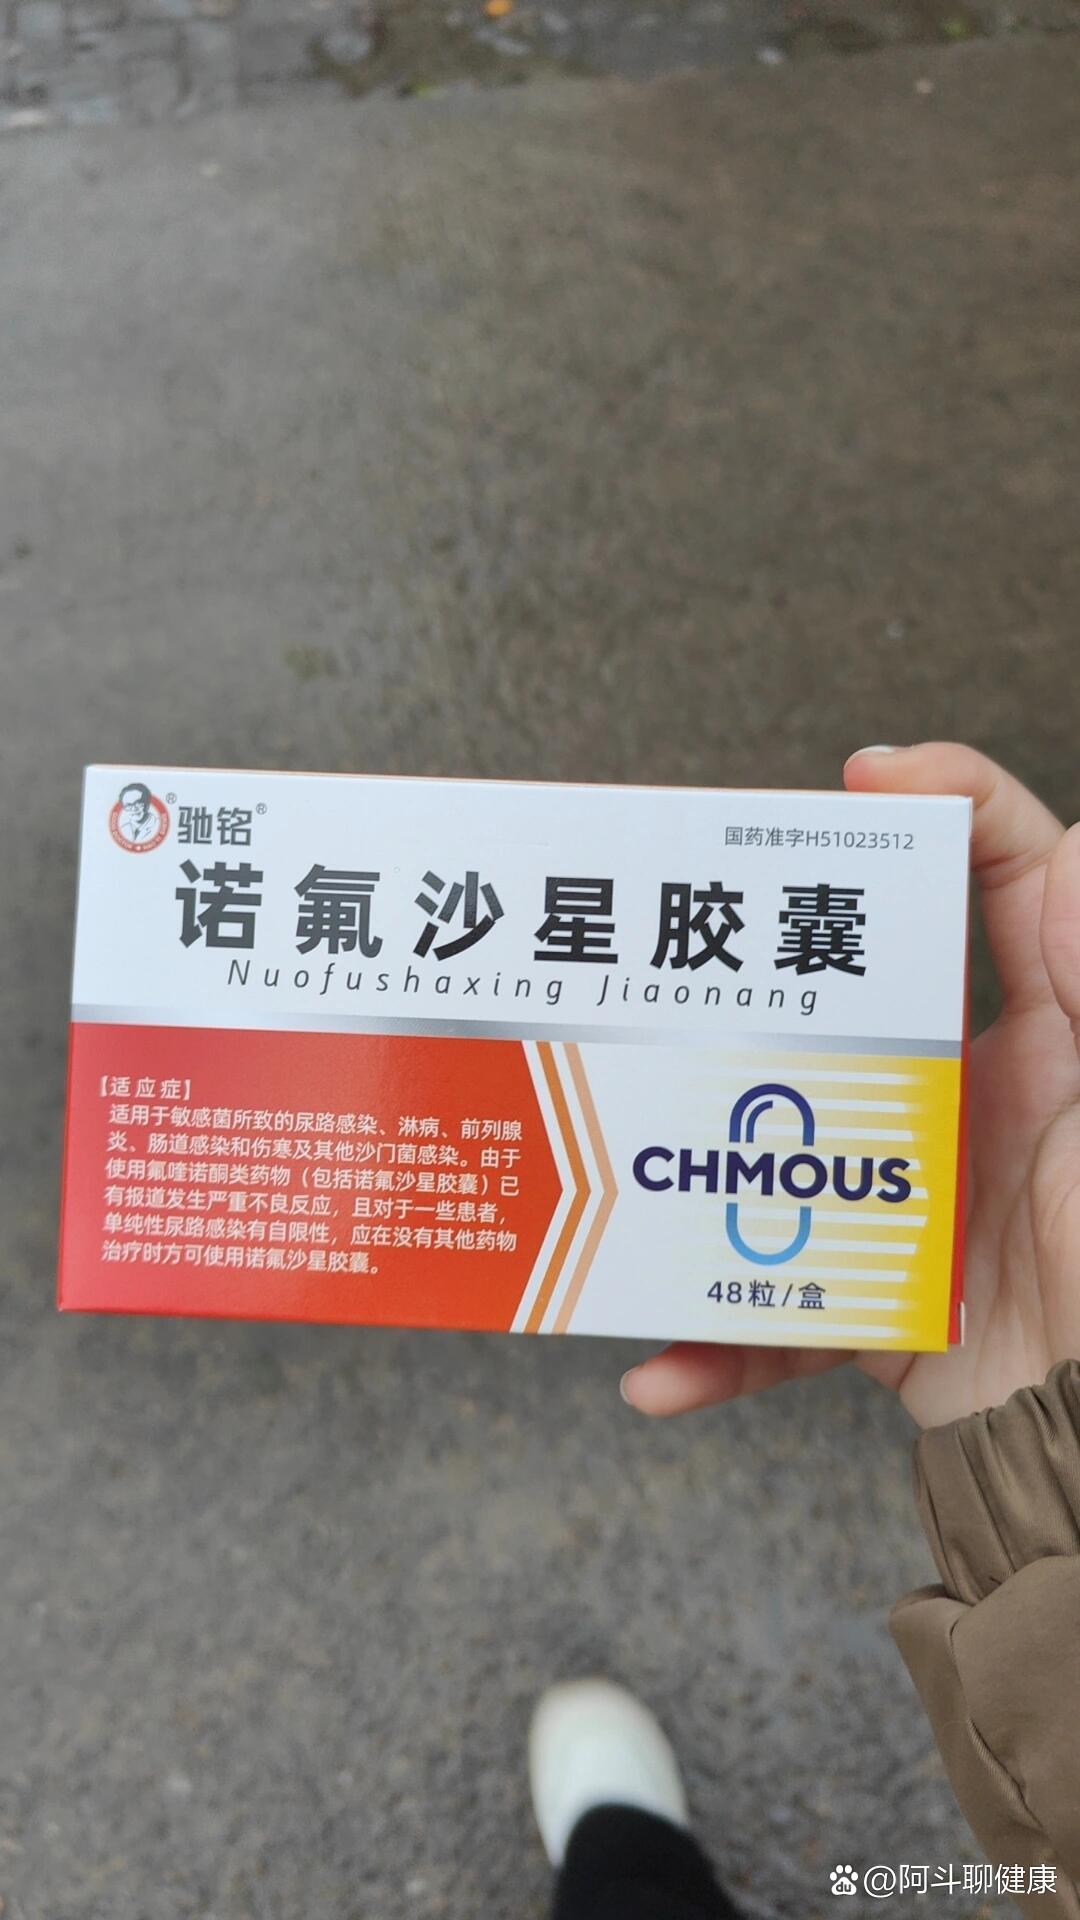 驰铭
国药准字H51023512
诺氟沙星胶囊
Nuofushaxing Jiaonang
【适应症】
适用于敏感菌所致的尿路感染、淋病、前列腺
炎、肠道感染和伤寒及其他沙门菌感染。由于
使用氟喹诺酮类药物（包括诺氟沙星胶囊）已
有报道发生严重不良反应，且对于一些患者，
单纯性尿路感染有自限性，应在没有其他药物
治疗时方可使用诺氟沙星胶囊。
CHMOUS
48粒/盒
du @阿斗聊健康